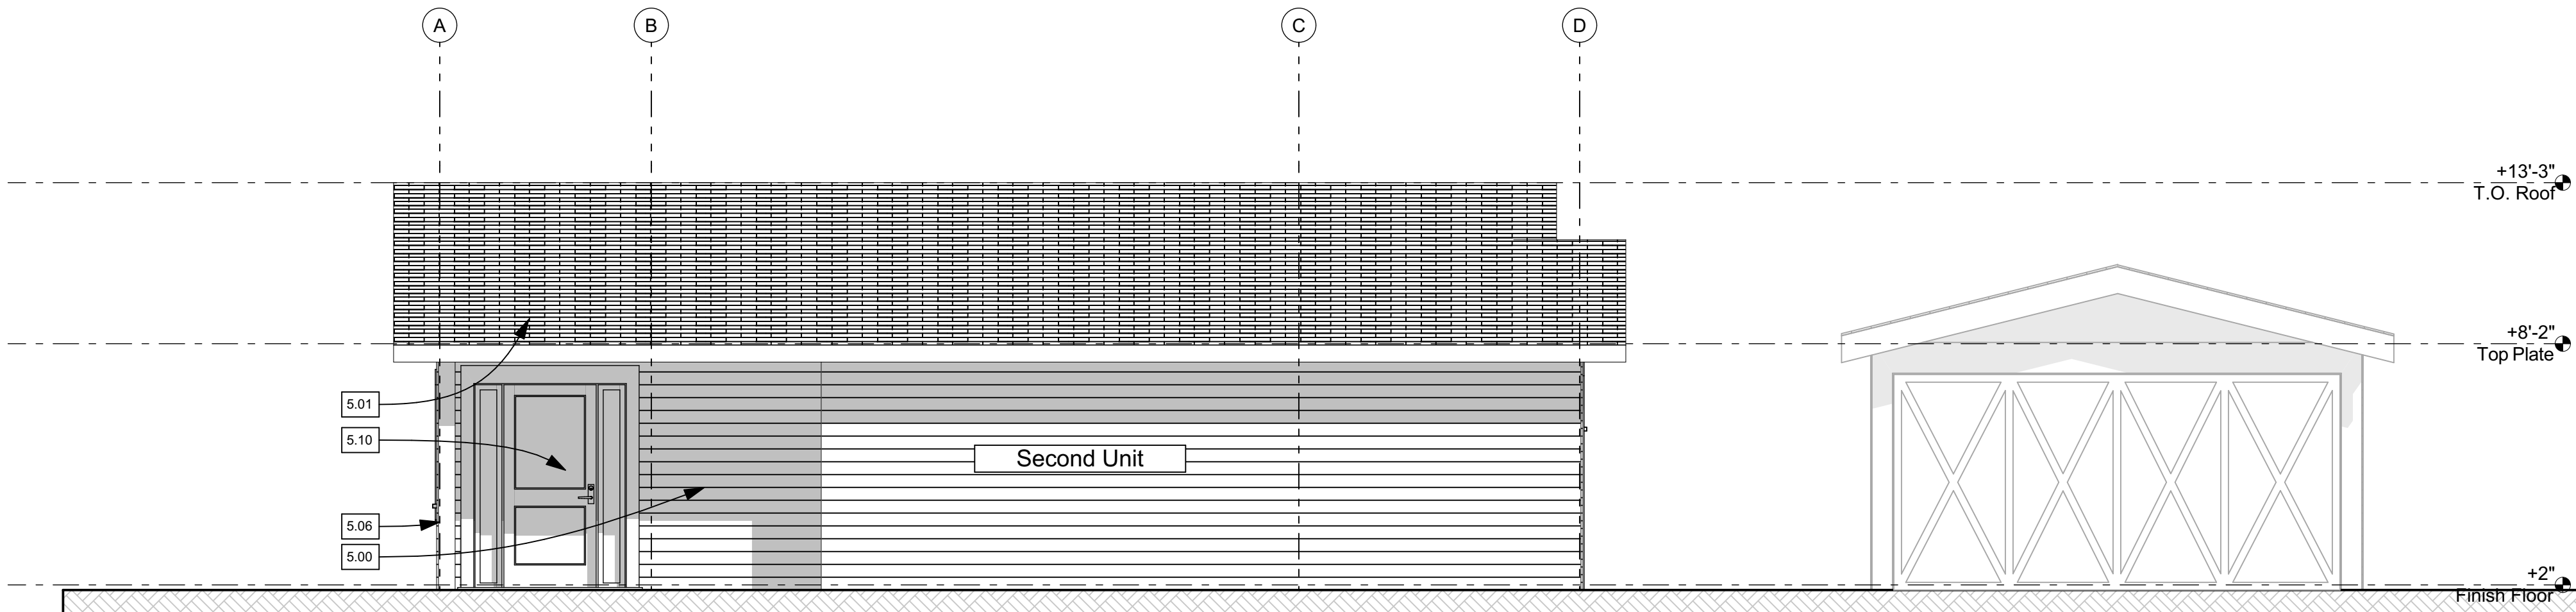 A
B
C
D
+13'-3"
T.O. Roof
+8'-2"
Top Plate
5.01
5.10
Second Unit
5.06
5.00
+2"
Finish Floor